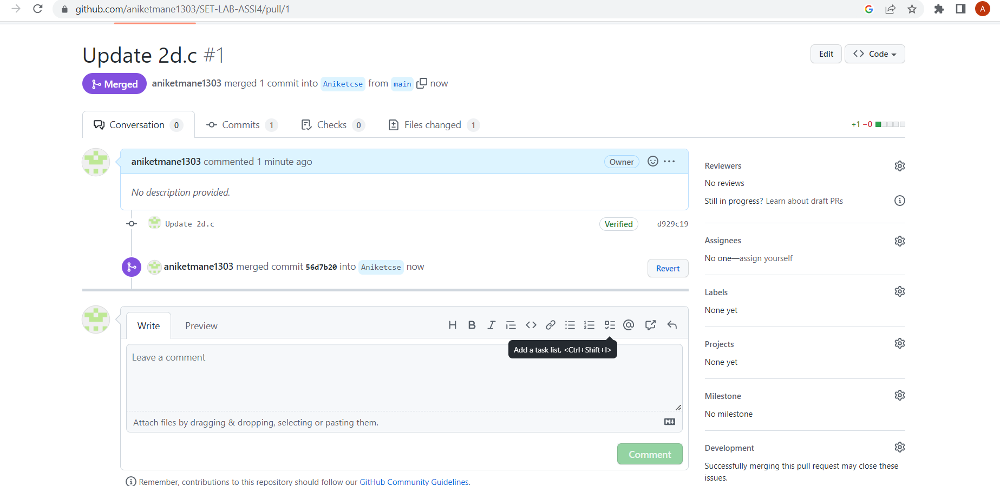 github.com/aniketmane1303/SET-LAB-ASSI4/pull/1
A
Update 2d.c #1
Edit
<> Code
Merged aniketmane1303 merged 1 commit into Aniketcse from main now
Conversation 0
Commits 1
Checks 0
Files changed 1
+1 −0
aniketmane1303 commented 1 minute ago
Owner
No description provided.
Update 2d.c
Verified
d929c19
aniketmane1303 merged commit 56d7b20 into Aniketcse now
Revert
Write
Preview
Add a task list, <Ctrl+Shift+l>
Leave a comment
Attach files by dragging & dropping, selecting or pasting them.
Comment
Remember, contributions to this repository should follow our GitHub Community Guidelines.
Reviewers
No reviews
Still in progress? Learn about draft PRs
Assignees
No one—assign yourself
Labels
None yet
Projects
None yet
Milestone
No milestone
Development
Successfully merging this pull request may close these
issues.